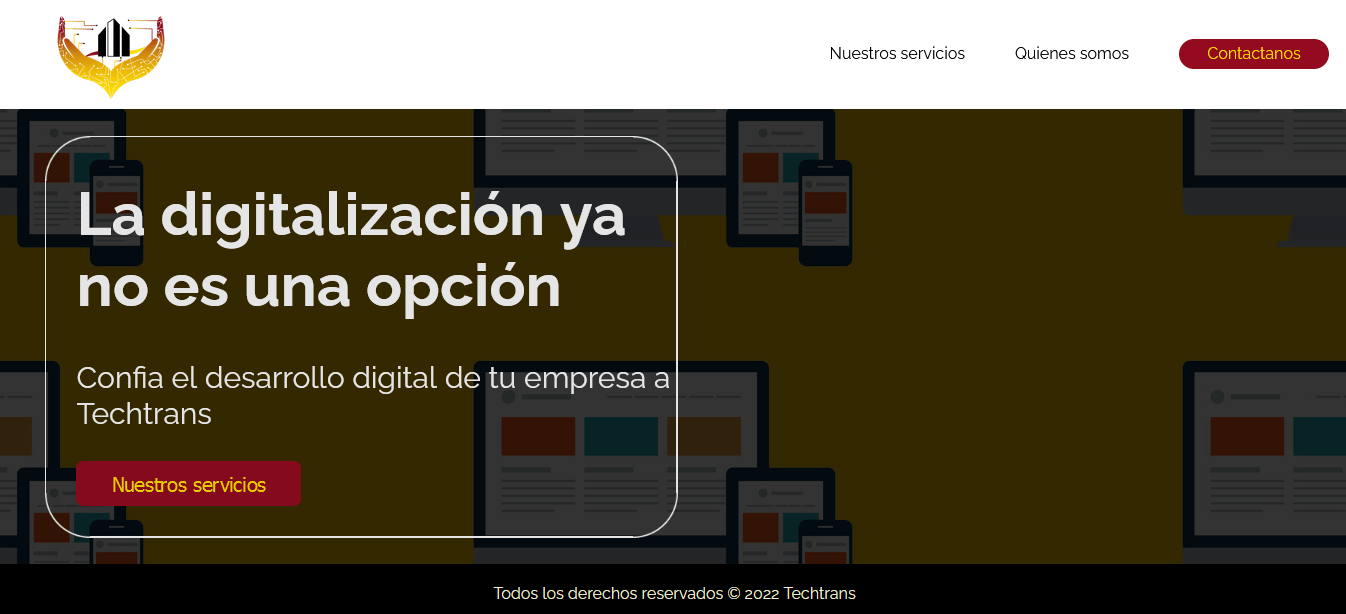 Nuestros servicios
Quienes somos
Contactanos
La digitalización ya
no es una opción
Confia el desarrollo digital de tu empresa a
Techtrans
Nuestros servicios
Todos los derechos reservados © 2022 Techtrans